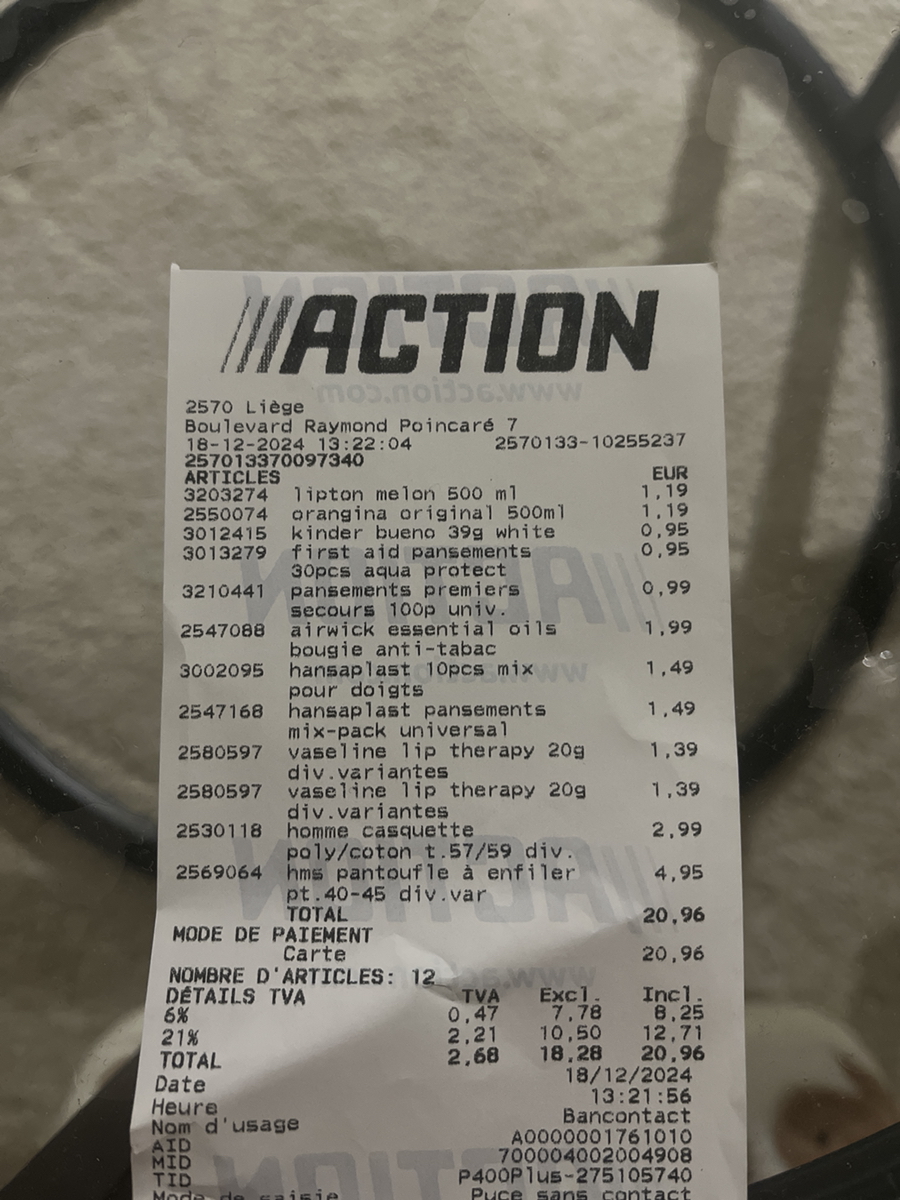 ACTION
2570 Liège
Boulevard Raymond Poincaré 7
18-12-2024 13:22:04 2570133-10255237
257013370097340
ARTICLES EUR
3203274 lipton melon 500 ml 1,19
2550074 orangina original 500ml 1,19
3012415 kinder bueno 39g white 0,95
3013279 first aid pansements 0,95
30pcs aqua protect
3210441 pansements premiers 0,99
secours 100p univ.
2547088 airwick essential oils 1,99
bougie anti-tabac
3002095 hansaplast 10pcs mix 1,49
pour doigts
2547168 hansaplast pansements 1,49
mix-pack universal
2580597 vaseline lip therapy 20g 1,39
div.variantes
2580597 vaseline lip therapy 20g 1,39
div.variantes
2530118 homme casquette 2,99
poly/coton t.57/59 div.
2569064 hms pantoufle à enfiler 4,95
pt.40-45 div.var
TOTAL 20,96
MODE DE PAIEMENT
Carte 20,96
NOMBRE D'ARTICLES: 12
DÉTAILS TVA TVA Excl. Incl.
6% 0,47 7,78 8,25
21% 2,21 10,50 12,71
TOTAL 2,68 18,28 20,96
Date 18/12/2024
Heure 13:21:56
Nom d'usage Bancontact
AID A0000001761010
MID 700004002004908
TID P400Plus-275105740
Mode de saisie Puce sans contact